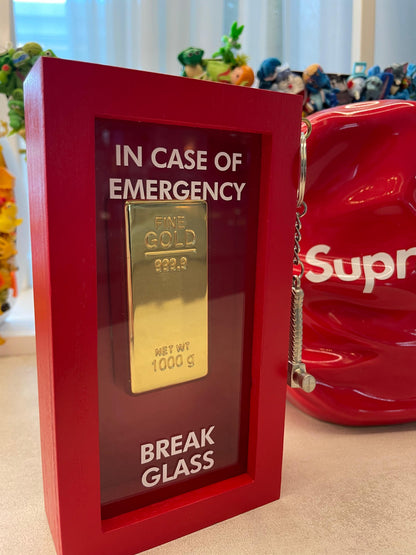 IN CASE OF
EMERGENCY
FINE
GOLD
999.9
NET WT
1000 g
BREAK
GLASS
Supr